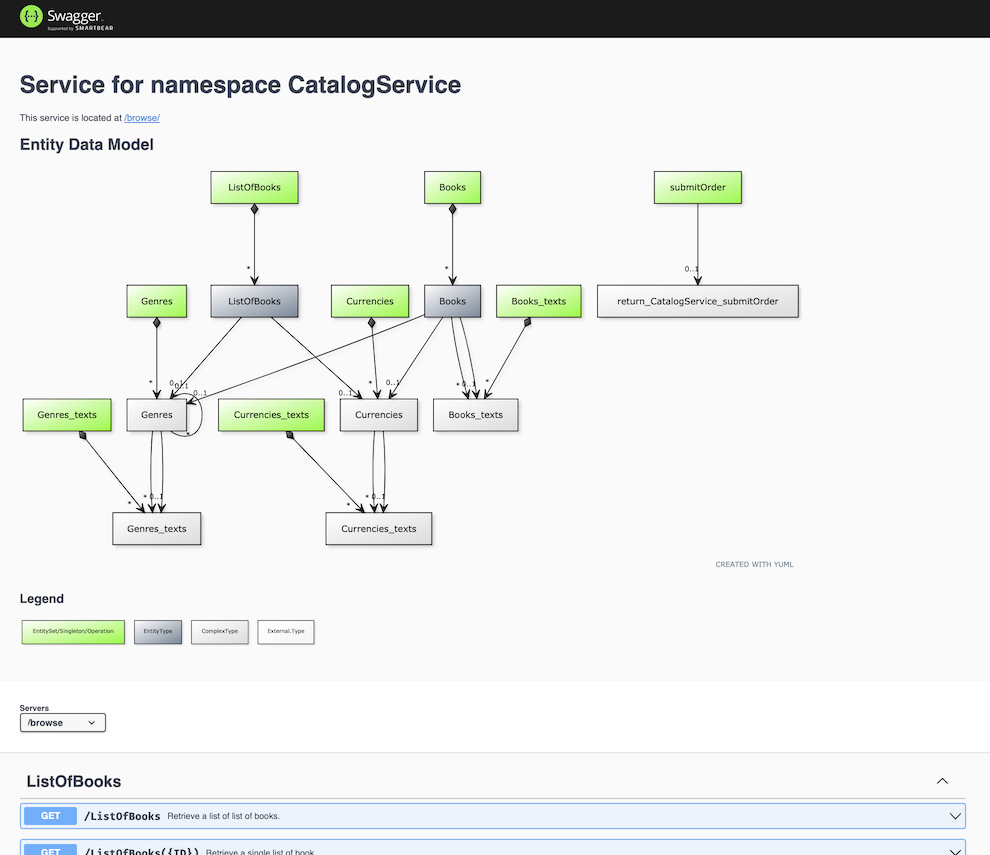 Swagger
Supported by SMARTBEAR
Service for namespace CatalogService
This service is located at /browse/
Entity Data Model
ListOfBooks
Books
submitOrder
*
*
0..1
Genres
ListOfBooks
Currencies
Books
Books_texts
return_CatalogService_submitOrder
*
0..1
0..1
0..1
0..1
*
0..1
*
0..1
*
Genres_texts
Genres
Currencies_texts
Currencies
Books_texts
*
*
*
0..1
*
*
0..1
Genres_texts
Currencies_texts
CREATED WITH YUML
Legend
EntitySet/Singleton/Operation
EntityType
ComplexType
External.Type
Servers
/browse
ListOfBooks
GET /ListOfBooks Retrieve a list of list of books.
GET /ListOfBooks({ID}) Retrieve a single list of book.